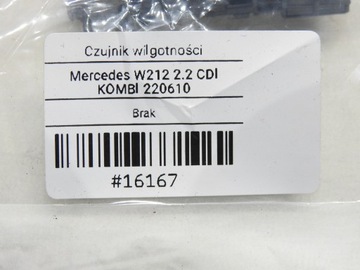 Czujnik wilgotności
Mercedes W212 2.2 CDI
KOMBI 220610
Brak
#16167